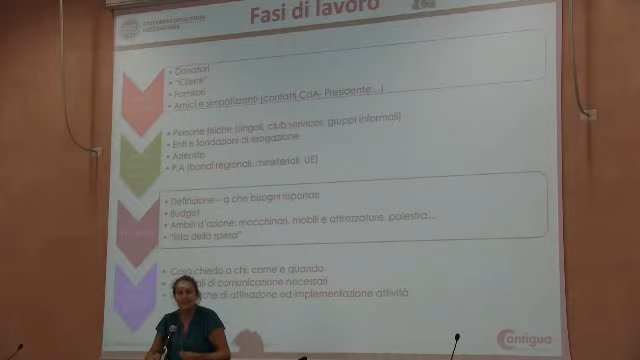 Fasi di lavoro
• Donatori
• "Clienti"
• Fornitori
• Amici e simpatizzanti (contatti CdA- Presidente…)
• Persone fisiche (singoli, club services, gruppi informali)
• Enti e fondazioni di erogazione
• Aziende
• P.A (bandi regionali, ministeriali, UE)
• Definizione – a che bisogni risponde
• Budget
• Ambiti d'azione: macchinari, mobili e attrezzature, palestra…
• "lista della spesa"
• Cosa chiedo a chi, come e quando
di comunicazione necessari
di attivazione ed implementazione attività
Contigua